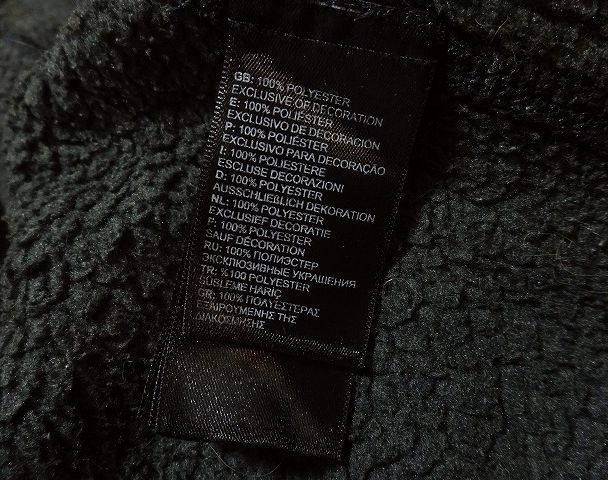 GB: 100% POLYESTER
EXCLUSIVE OF DECORATION
E: 100% POLIÉSTER
EXCLUSIVO DE DECORACIÓN
P: 100% POLIÉSTER
EXCLUSIVO PARA DECORAÇÃO
I: 100% POLIESTERE
ESCLUSE DECORAZIONI
D: 100% POLYESTER
AUSSCHLIEßLICH DEKORATION
NL: 100% POLYESTER
EXCLUSIEF DECORATIE
F: 100% POLYESTER
SAUF DÉCORATION
RU: 100% ПОЛИЭСТЕР
ЭКСКЛЮЗИВНЫЕ УКРАШЕНИЯ
TR: %100 POLYESTER
SÜSLEME HARİÇ
GR: 100% ΠΟΛΥΕΣΤΕΡΑΣ
ΕΞΑΙΡΟΥΜΕΝΗΣ ΤΗΣ
ΔΙΑΚΟΣΜΗΣΗΣ